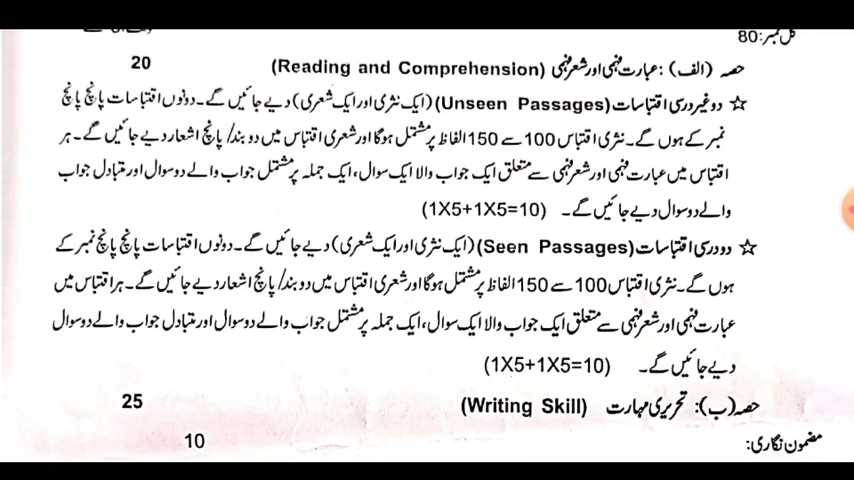 کل نمبر: 80
حصہ (الف): عبارت فہمی اور شعر فہمی (Reading and Comprehension) 20
☆ دو غیر درسی اقتباسات (Unseen Passages) (ایک نثری اور ایک شعری) دیے جائیں گے۔ دونوں اقتباسات پانچ پانچ
نمبر کے ہوں گے۔ نثری اقتباس 100 سے 150 الفاظ پر مشتمل ہوگا اور شعری اقتباس میں دو بند/ پانچ اشعار دیے جائیں گے۔ ہر
اقتباس میں عبارت فہمی اور شعر فہمی سے متعلق ایک جواب والا ایک سوال، ایک جملہ پر مشتمل جواب والے دو سوال اور متبادل جواب
والے دو سوال دیے جائیں گے۔ (1X5+1X5=10)
☆ دو درسی اقتباسات (Seen Passages) (ایک نثری اور ایک شعری) دیے جائیں گے۔ دونوں اقتباسات پانچ پانچ نمبر کے
ہوں گے۔ نثری اقتباس 100 سے 150 الفاظ پر مشتمل ہوگا اور شعری اقتباس میں دو بند/ پانچ اشعار دیے جائیں گے۔ ہر اقتباس میں
عبارت فہمی اور شعر فہمی سے متعلق ایک جواب والا ایک سوال، ایک جملہ پر مشتمل جواب والے دو سوال اور متبادل جواب والے دو سوال
دیے جائیں گے۔ (1X5+1X5=10)
حصہ (ب): تحریری مہارت (Writing Skill) 25
مضمون نگاری: 10